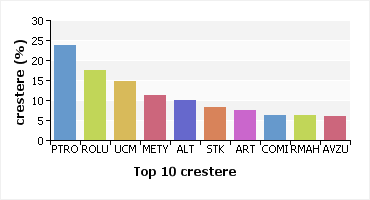 crestere (%)
30
25
20
15
10
5
0
PTRO ROLU UCM METY ALT STK ART COMI RMAH AVZU
Top 10 crestere